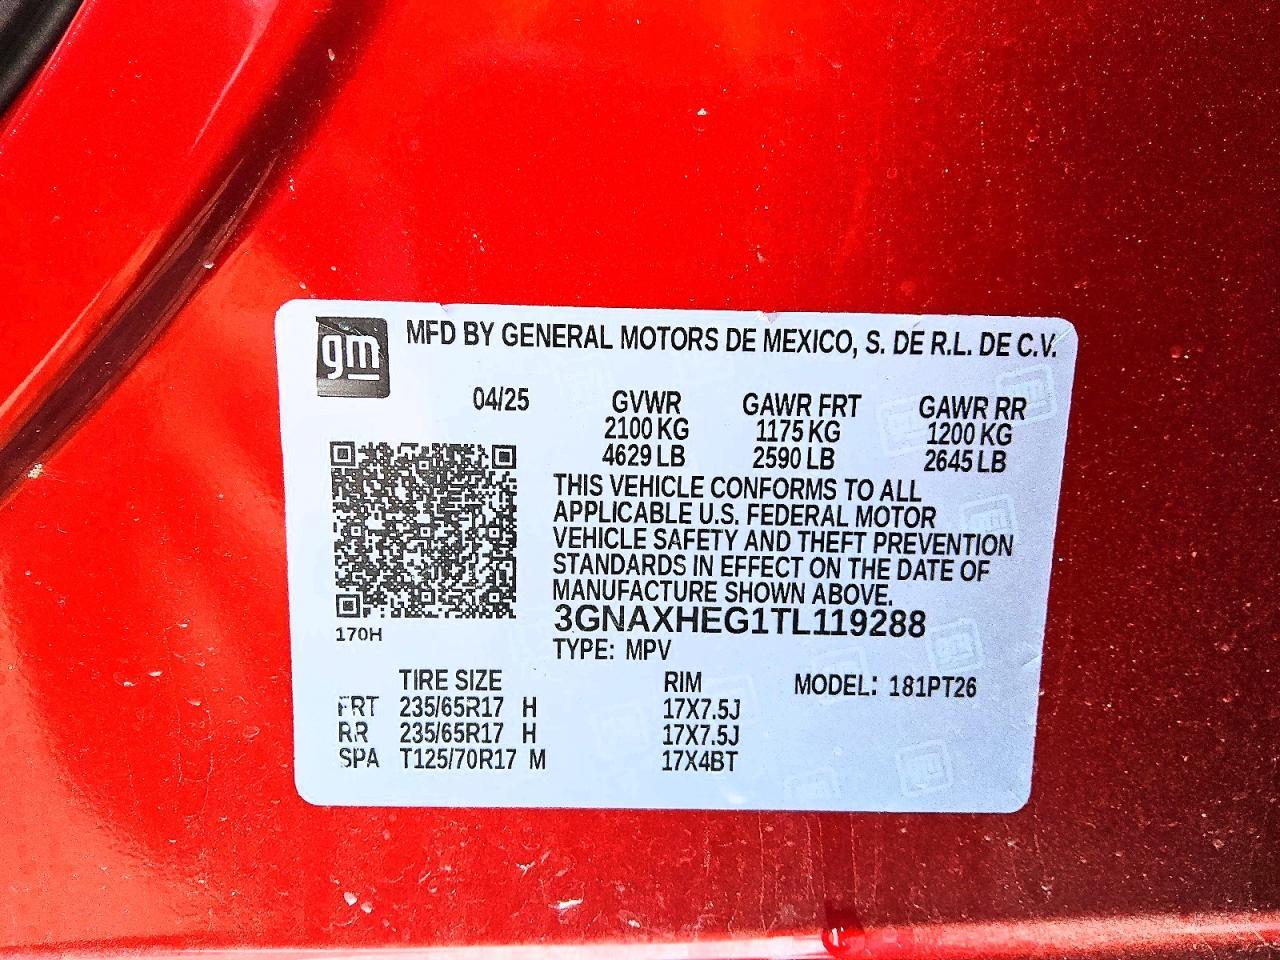 gm
MFD BY GENERAL MOTORS DE MEXICO, S. DE R.L. DE C.V.
04/25 GVWR GAWR FRT GAWR RR
2100 KG 1175 KG 1200 KG
4629 LB 2590 LB 2645 LB
THIS VEHICLE CONFORMS TO ALL
APPLICABLE U.S. FEDERAL MOTOR
VEHICLE SAFETY AND THEFT PREVENTION
STANDARDS IN EFFECT ON THE DATE OF
MANUFACTURE SHOWN ABOVE.
3GNAXHEG1TL119288
170H
TYPE: MPV
TIRE SIZE RIM MODEL: 181PT26
FRT 235/65R17 H 17X7.5J
RR 235/65R17 H 17X7.5J
SPA T125/70R17 M 17X4BT